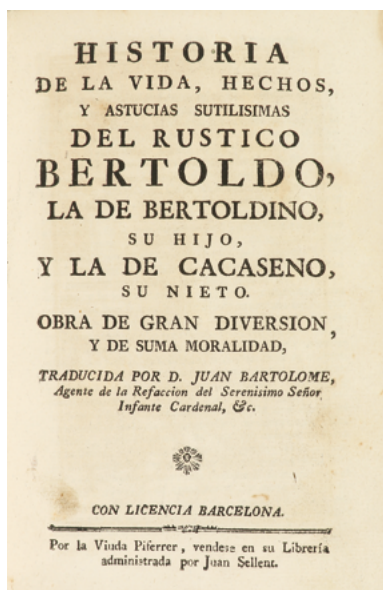 HISTORIA
DE LA VIDA, HECHOS,
Y ASTUCIAS SUTILISIMAS
DEL RUSTICO
BERTOLDO,
LA DE BERTOLDINO,
SU HIJO,
Y LA DE CACASENO,
SU NIETO.
OBRA DE GRAN DIVERSION,
Y DE SUMA MORALIDAD,
TRADUCIDA POR D. JUAN BARTOLOME,
Agente de la Refaccion del Serenisimo Señor
Infante Cardenal, &c.
CON LICENCIA BARCELONA.
Por la Viuda Piferrer, vendese en su Librería
administrada por Juan Sellent.